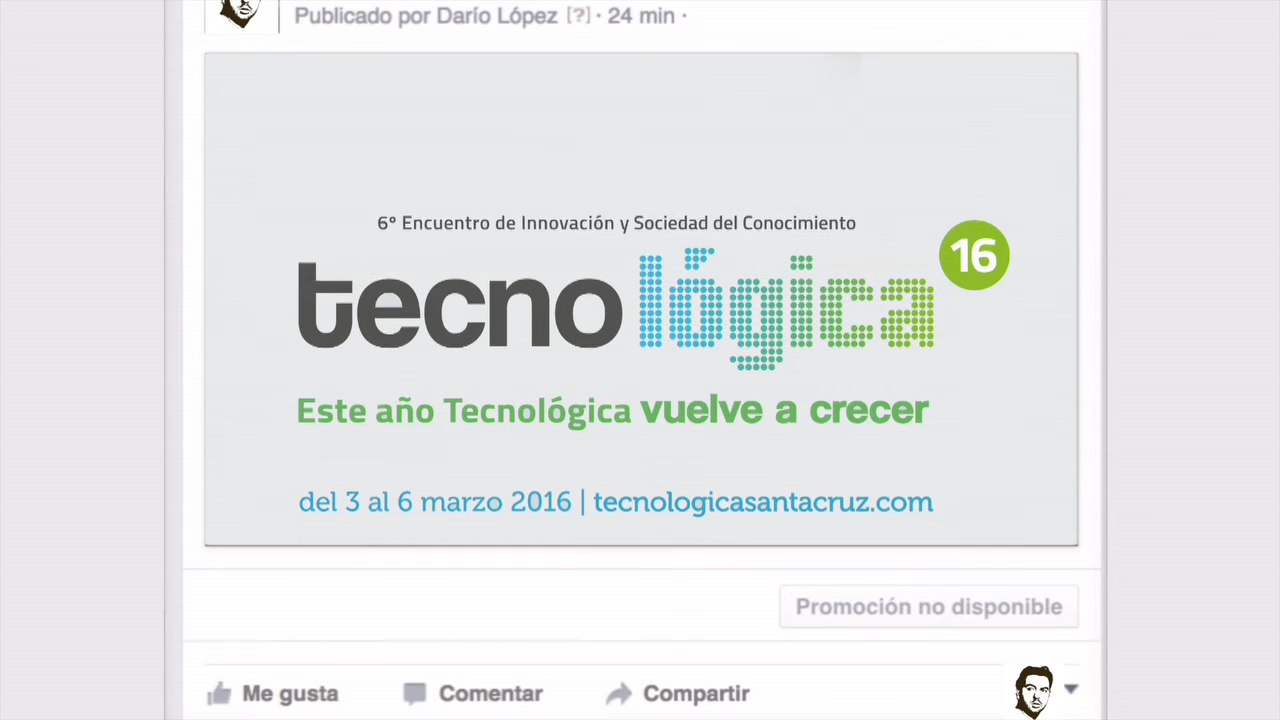 Publicado por Darío López [?] · 24 min ·
6º Encuentro de Innovación y Sociedad del Conocimiento
tecnológica 16
Este año Tecnológica vuelve a crecer
del 3 al 6 marzo 2016 | tecnologicasantacruz.com
Promoción no disponible
Me gusta Comentar Compartir